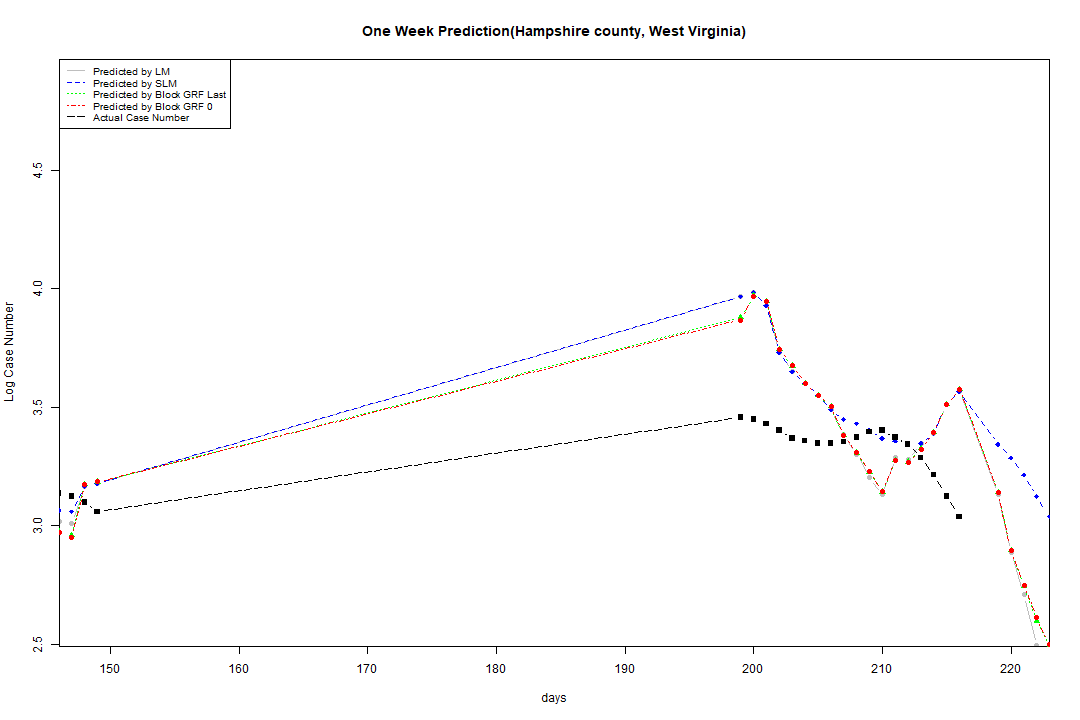 One Week Prediction(Hampshire county, West Virginia)
Predicted by LM
Predicted by SLM
Predicted by Block GRF Last
Predicted by Block GRF 0
Actual Case Number
4.5
4.0
3.5
3.0
2.5
Log Case Number
150 160 170 180 190 200 210 220
days